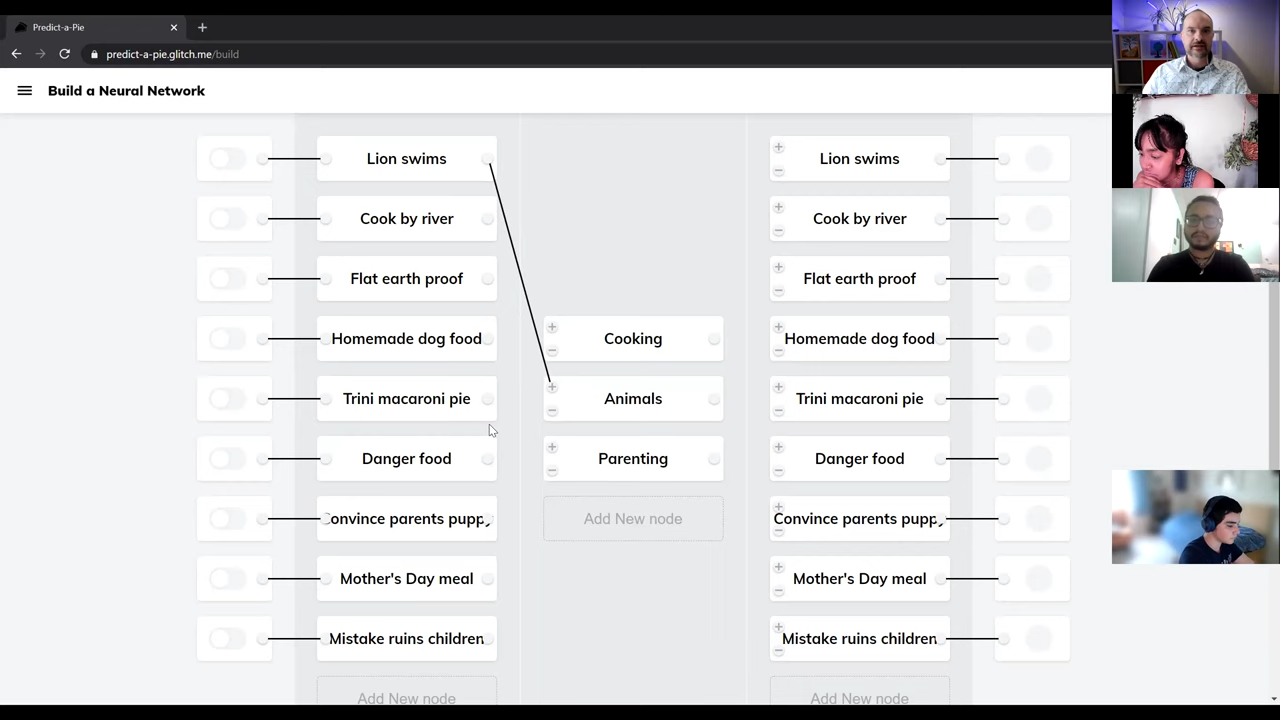 Predict-a-Pie
predict-a-pie.glitch.me/build
Build a Neural Network
Lion swims
Lion swims
Cook by river
Cook by river
Flat earth proof
Flat earth proof
Homemade dog food
Cooking
Homemade dog food
Trini macaroni pie
Animals
Trini macaroni pie
Danger food
Parenting
Danger food
Convince parents puppy
Add New node
Convince parents puppy
Mother's Day meal
Mother's Day meal
Mistake ruins children
Mistake ruins children
Add New node
Add New node